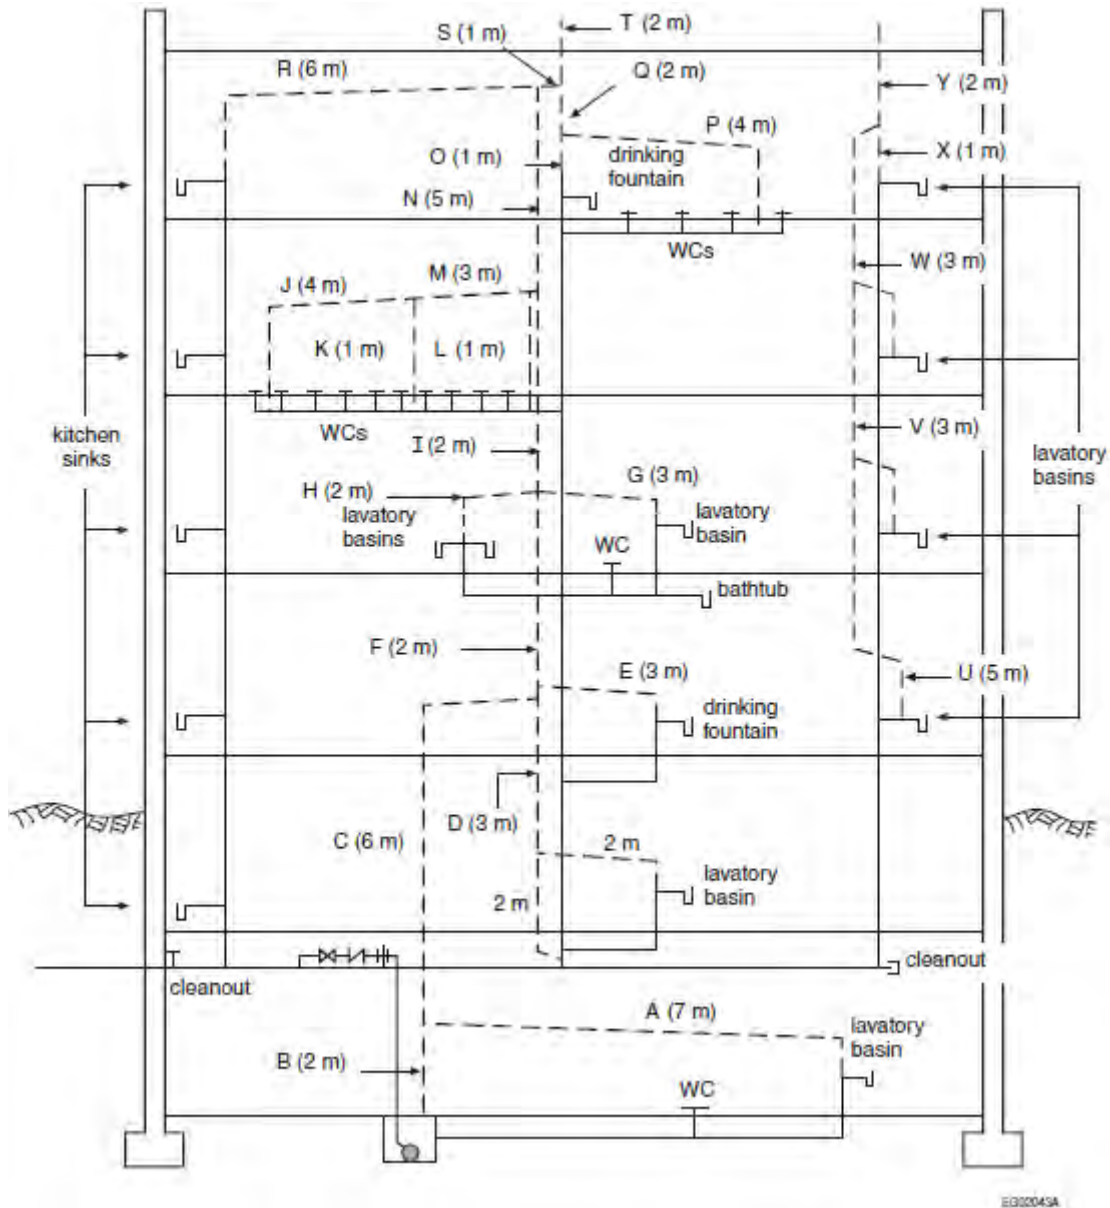 T (2 m)
S (1 m)
R (6 m)
Q (2 m)
Y (2 m)
P (4 m)
O (1 m)
drinking
fountain
X (1 m)
N (5 m)
WCs
W (3 m)
M (3 m)
J (4 m)
K (1 m)
L (1 m)
WCs
kitchen
sinks
I (2 m)
V (3 m)
lavatory
basins
G (3 m)
H (2 m)
lavatory
basins
lavatory
basin
WC
bathtub
F (2 m)
E (3 m)
U (5 m)
drinking
fountain
D (3 m)
C (6 m)
2 m
lavatory
basin
2 m
cleanout
cleanout
A (7 m)
lavatory
basin
B (2 m)
WC
EG02043A